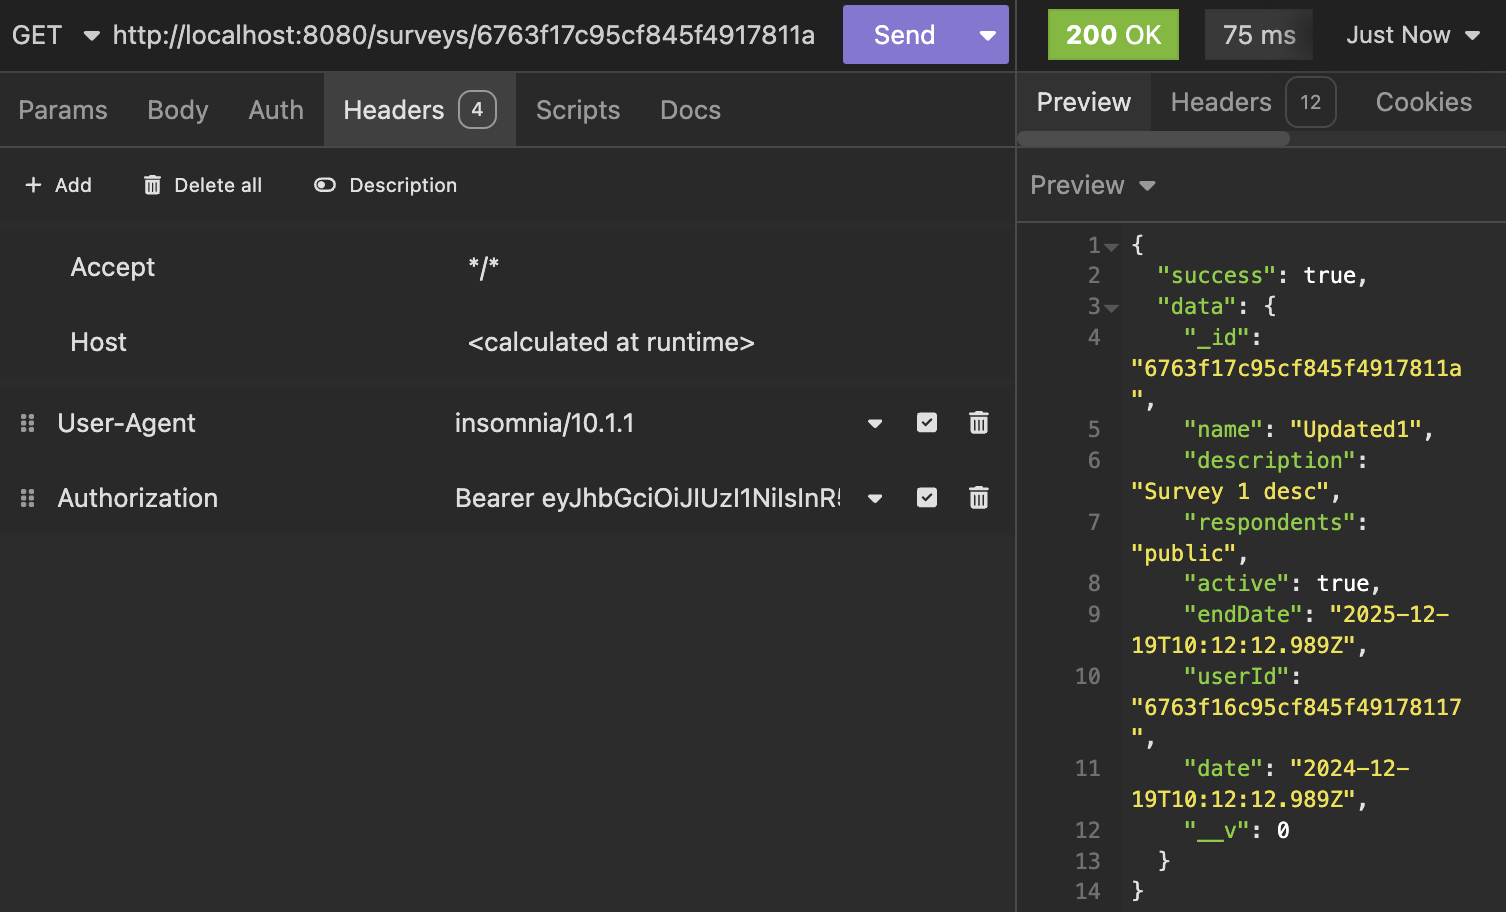 GET http://localhost:8080/surveys/6763f17c95cf845f4917811a Send
200 OK 75 ms Just Now
Params Body Auth Headers 4 Scripts Docs
Preview Headers 12 Cookies
Add Delete all Description
Preview
Accept */*
Host <calculated at runtime>
User-Agent insomnia/10.1.1
Authorization Bearer eyJhbGciOiJIUzI1NiIsInR5
1 {
2 "success": true,
3 "data": {
4 "_id":
"6763f17c95cf845f4917811a
",
5 "name": "Updated1",
6 "description":
"Survey 1 desc",
7 "respondents":
"public",
8 "active": true,
9 "endDate": "2025-12-
19T10:12:12.989Z",
10 "userId":
"6763f16c95cf845f49178117
",
11 "date": "2024-12-
19T10:12:12.989Z",
12 "__v": 0
13 }
14 }